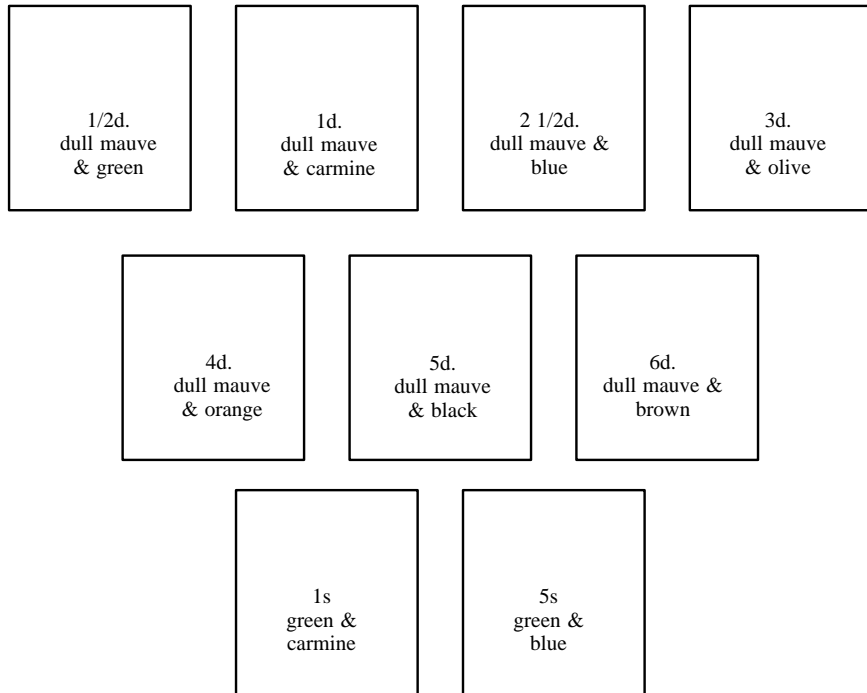 1/2d.
dull mauve
& green
1d.
dull mauve
& carmine
2 1/2d.
dull mauve &
blue
3d.
dull mauve
& olive
4d.
dull mauve
& orange
5d.
dull mauve
& black
6d.
dull mauve &
brown
1s
green &
carmine
5s
green &
blue